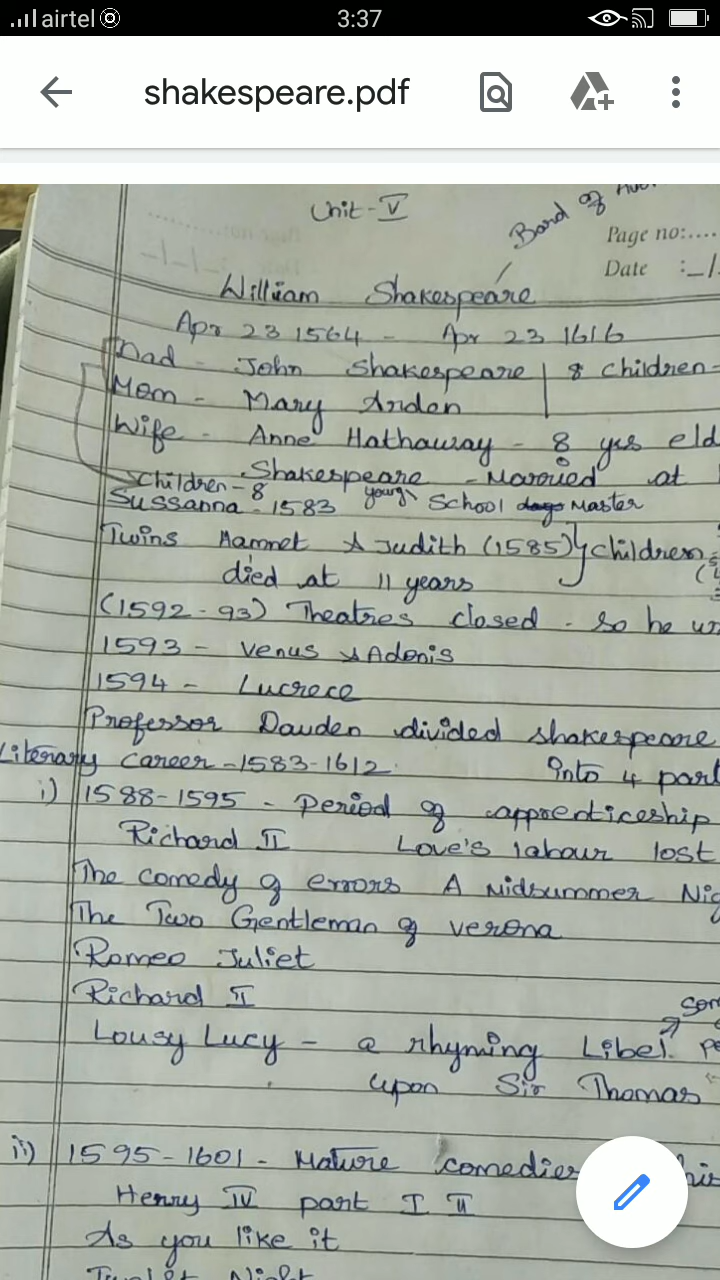 airtel 3:37
shakespeare.pdf
Unit - V
Bard of
Page no:....
Date :_/.
William Shakespeare
Apr 23 1564 - Apr 23 1616
Dad - John Shakespeare | 8 children -
Mom - Mary Arden
Wife - Anne Hathaway - 8 yrs eld
Shakespeare - Married at
Children - 8
Sussanna - 1583 young School Master
Twins Hamnet & Judith (1585) children
died at 11 years
(1592 - 93) Theatres closed - so he
1593 - Venus & Adonis
1594 - Lucrece
Professor Dauden divided shakespeare
Literary career - 1583-1612. into 4 part
i) 1588-1595 - Period of apprenticeship
Richard II Love's labour lost
The comedy of errors A Midsummer Nig
The Two Gentleman of verona
Romeo Juliet
Richard II
Lousy Lucy - a rhyming Libel.
upon Sir Thomas
ii) 1595-1601 - Mature comedies
Henry IV part I II
As you like it
Night